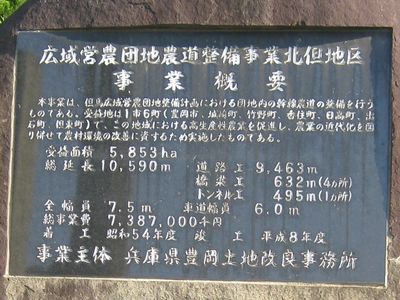 広域営農団地農道整備事業北但地区
事業概要
本事業は、但馬広域営農団地整備計画における団地内の幹線農道の整備を行う
ものである。受益地は1市6町(豊岡市、城崎町、竹野町、香住町、日高町、出
石町、但東町)で、この地域における高生産性農業を促進し、農業の近代化を図
り併せて農村環境の改善に資するため実施したものである。
受益面積 5,853ha
総延長 10,590m 道路工 9,463m
橋梁工 632m(4ヵ所)
トンネル工 495m(1ヵ所)
全幅員 7.5m 車道幅員 6.0m
総事業費 7,387,000千円
着工 昭和54年度 竣工 平成8年度
事業主体 兵庫県豊岡土地改良事務所